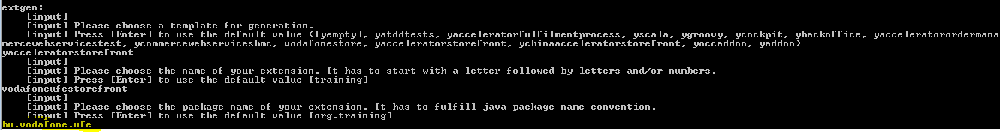 extgen:
[input]
[input] Please choose a template for generation.
[input] Press [Enter] to use the default value ([yempty], yatddtests, yacceleratorfulfilmentprocess, yscala, ygroovy, ycockpit, ybackoffice, yacceleratorordermana
mercewebservicestest, ycommercewebserviceshmc, vodafonestore, yacceleratorstorefront, ychinaacceleratorstorefront, yoccaddon, yaddon)
yacceleratorstorefront
[input]
[input] Please choose the name of your extension. It has to start with a letter followed by letters and/or numbers.
[input] Press [Enter] to use the default value [training]
vodafoneufestorefront
[input]
[input] Please choose the package name of your extension. It has to fulfill java package name convention.
[input] Press [Enter] to use the default value [org.training]
hu.vodafone.ufe